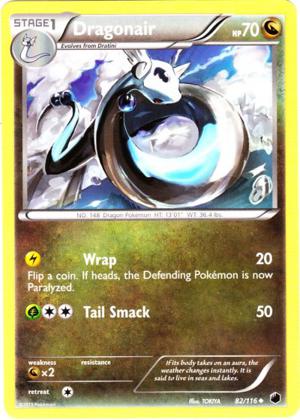 STAGE 1
Dragonair
HP 70
Evolves from Dratini
NO. 148 Dragon Pokémon HT: 13'01" WT: 36.4 lbs.
Wrap 20
Flip a coin. If heads, the Defending Pokémon is now
Paralyzed.
Tail Smack 50
weakness resistance
×2
retreat
If its body takes on an aura, the
weather changes instantly. It is
said to live in seas and lakes.
Illus. TOKIYA 82/116